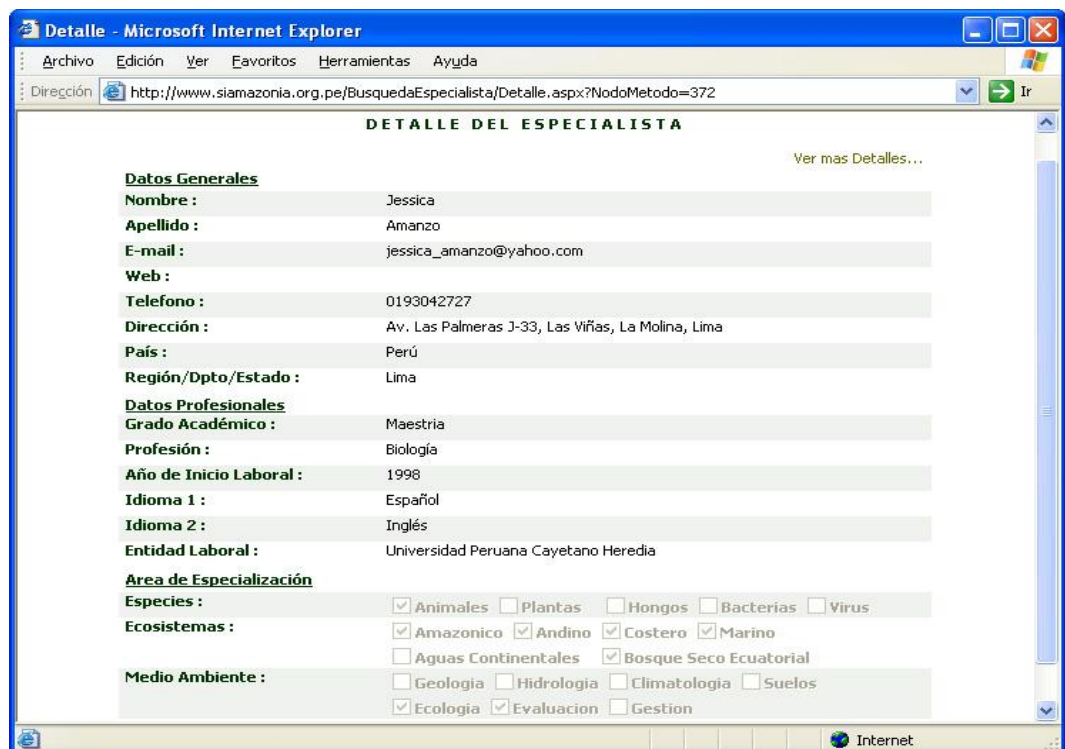 Detalle - Microsoft Internet Explorer
Archivo Edición Ver Favoritos Herramientas Ayuda
Dirección http://www.siamazonia.org.pe/BusquedaEspecialista/Detalle.aspx?NodoMetodo=372 Ir
DETALLE DEL ESPECIALISTA
Ver mas Detalles...
Datos Generales
Nombre : Jessica
Apellido : Amanzo
E-mail : jessica_amanzo@yahoo.com
Web :
Telefono : 0193042727
Dirección : Av. Las Palmeras J-33, Las Viñas, La Molina, Lima
País : Perú
Región/Dpto/Estado : Lima
Datos Profesionales
Grado Académico : Maestria
Profesión : Biología
Año de Inicio Laboral : 1998
Idioma 1 : Español
Idioma 2 : Inglés
Entidad Laboral : Universidad Peruana Cayetano Heredia
Area de Especialización
Especies : Animales Plantas Hongos Bacterias Virus
Ecosistemas : Amazonico Andino Costero Marino
Aguas Continentales Bosque Seco Ecuatorial
Medio Ambiente : Geologia Hidrologia Climatologia Suelos
Ecologia Evaluacion Gestion
Internet